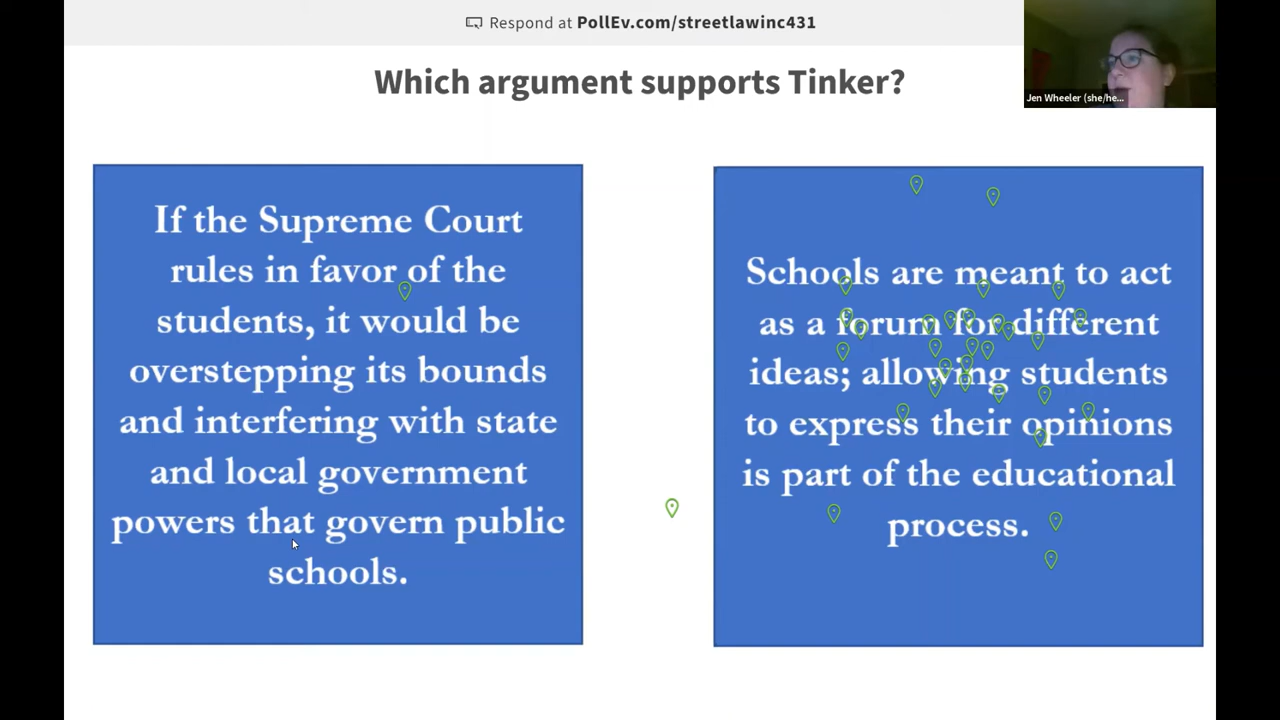 Respond at PollEv.com/streetlawinc431
Which argument supports Tinker?
Jen Wheeler (she/he...
If the Supreme Court
rules in favor of the
students, it would be
overstepping its bounds
and interfering with state
and local government
powers that govern public
schools.
Schools are meant to act
as a forum for different
ideas; allowing students
to express their opinions
is part of the educational
process.